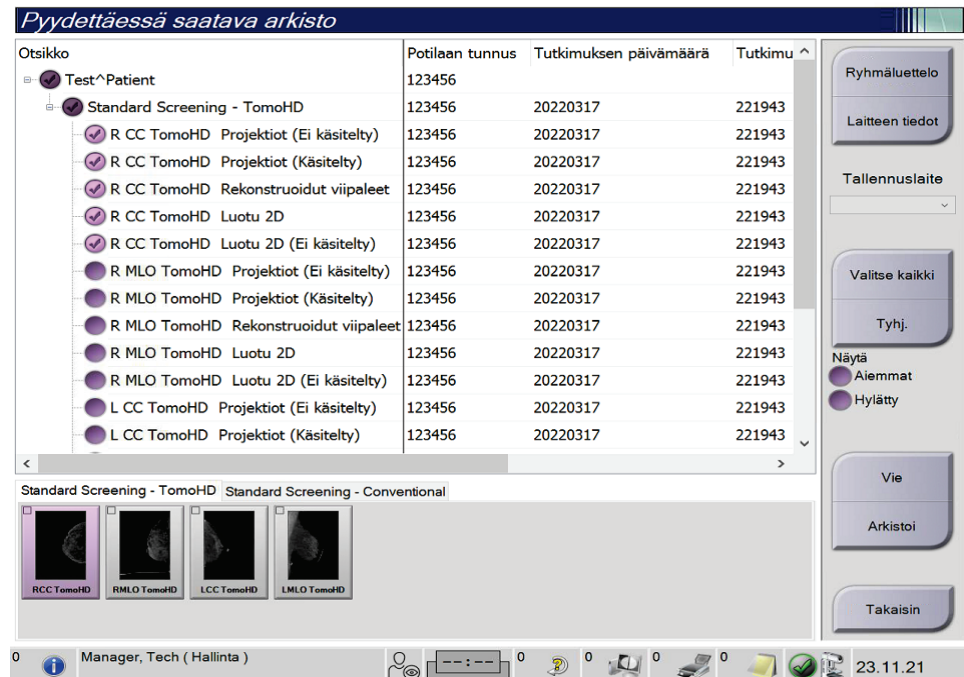 Pyydettäessä saatava arkisto
Otsikko Potilaan tunnus Tutkimuksen päivämäärä Tutkimu
Test^Patient 123456
Standard Screening - TomoHD 123456 20220317 221943
R CC TomoHD Projektiot (Ei käsitelty) 123456 20220317 221943
R CC TomoHD Projektiot (Käsitelty) 123456 20220317 221943
R CC TomoHD Rekonstruoidut viipaleet 123456 20220317 221943
R CC TomoHD Luotu 2D 123456 20220317 221943
R CC TomoHD Luotu 2D (Ei käsitelty) 123456 20220317 221943
R MLO TomoHD Projektiot (Ei käsitelty) 123456 20220317 221943
R MLO TomoHD Projektiot (Käsitelty) 123456 20220317 221943
R MLO TomoHD Rekonstruoidut viipaleet 123456 20220317 221943
R MLO TomoHD Luotu 2D 123456 20220317 221943
R MLO TomoHD Luotu 2D (Ei käsitelty) 123456 20220317 221943
L CC TomoHD Projektiot (Ei käsitelty) 123456 20220317 221943
L CC TomoHD Projektiot (Käsitelty) 123456 20220317 221943
Ryhmäluettelo
Laitteen tiedot
Tallennuslaite
Valitse kaikki
Tyhj.
Näytä
Aiemmat
Hylätty
Vie
Arkistoi
Takaisin
Standard Screening - TomoHD Standard Screening - Conventional
RCC TomoHD RMLO TomoHD LCC TomoHD LMLO TomoHD
0 Manager, Tech ( Hallinta ) --:-- 0 0 0 0 23.11.21